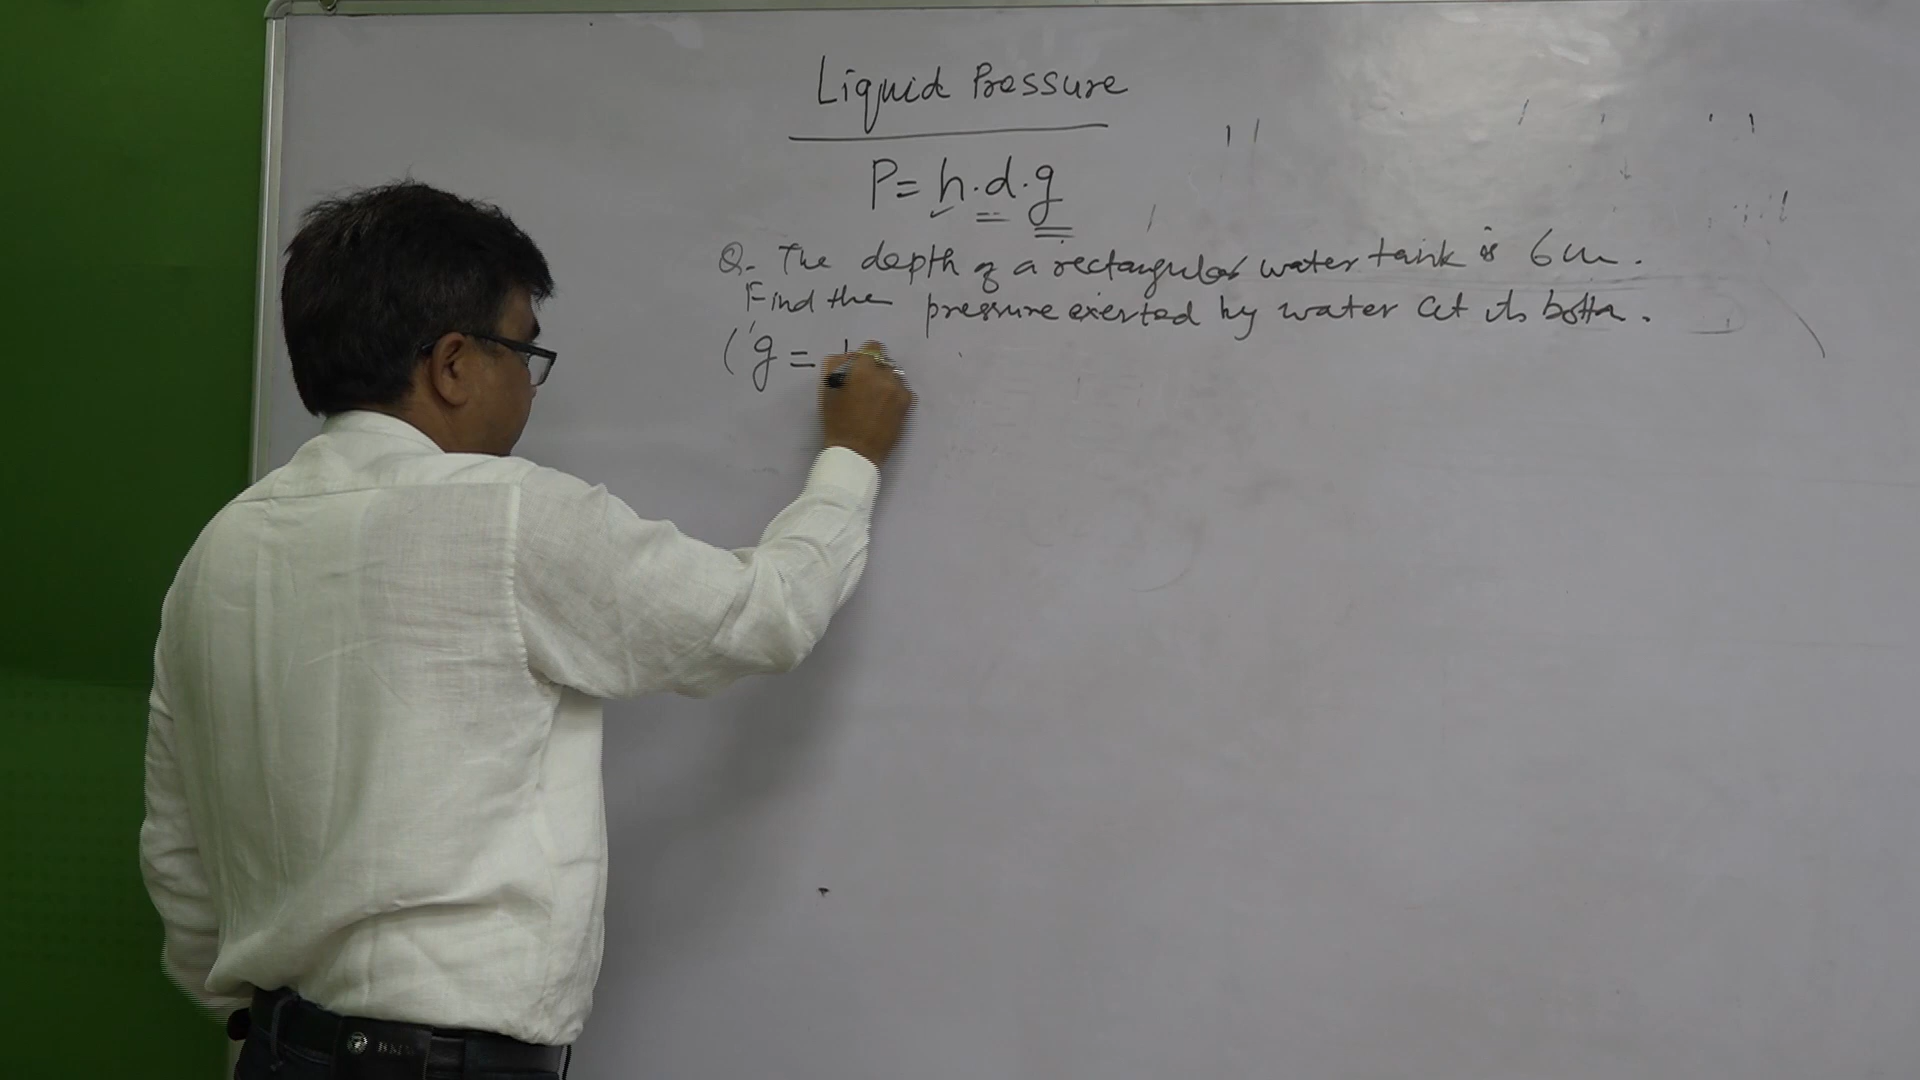 Liquid Pressure
P = h.d.g
Q. The depth of a rectangular water tank is 6m.
Find the pressure exerted by water at its bottom.
(g =